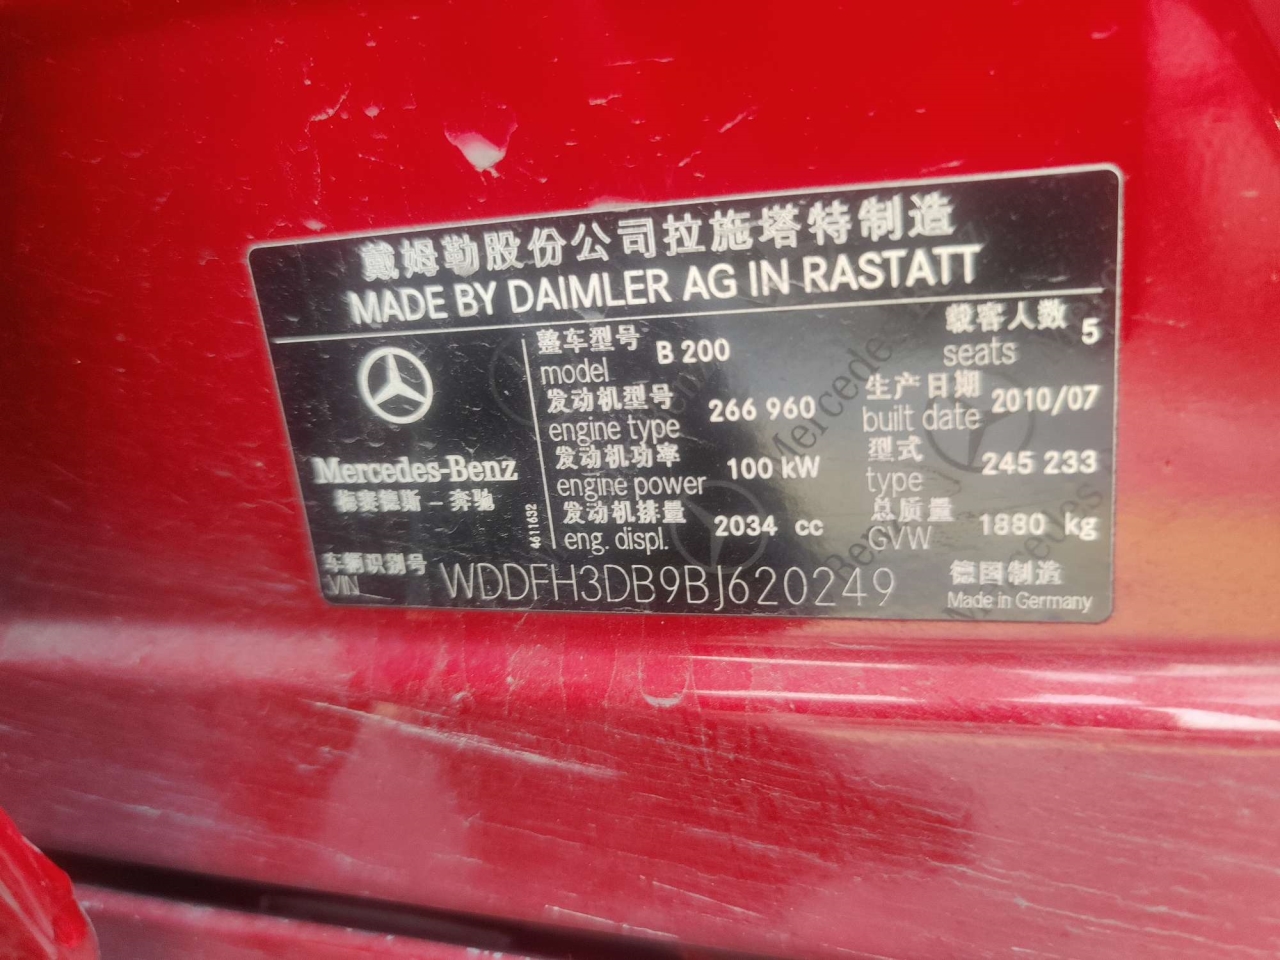 戴姆勒股份公司拉施塔特制造
MADE BY DAIMLER AG IN RASTATT
整车型号
model
B 200
载客人数
seats
5
发动机型号
engine type
266 960
生产日期
built date
2010/07
发动机功率
engine power
100 kW
型式
type
245 233
发动机排量
eng. displ.
2034 cc
总质量
GVW
1880 kg
Mercedes-Benz
梅赛德斯－奔驰
4611632
车辆识别号
VIN
WDDFH3DB9BJ620249
德国制造
Made in Germany